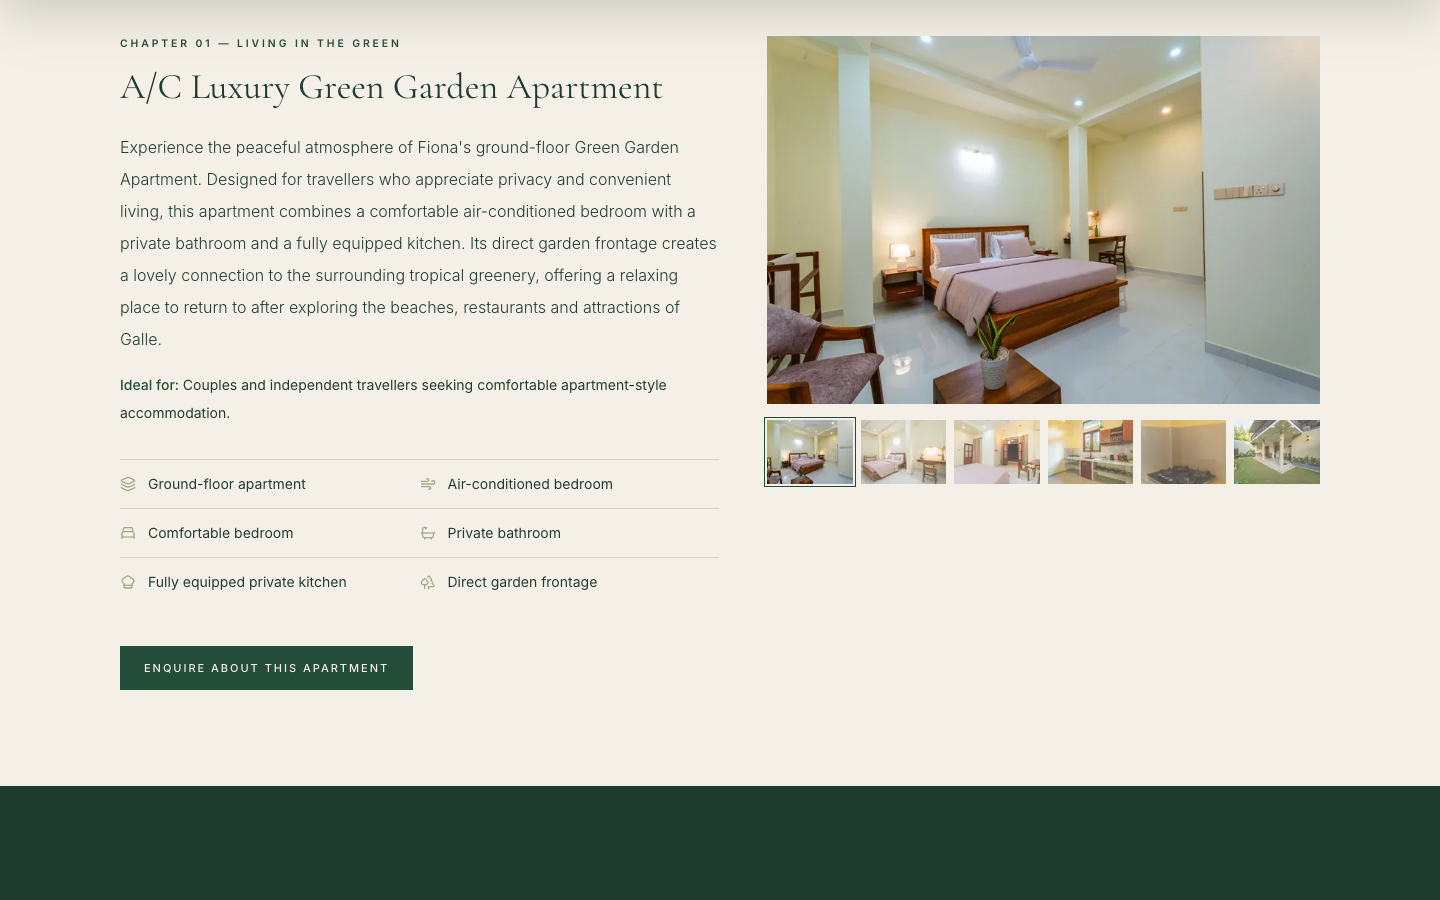 CHAPTER 01 — LIVING IN THE GREEN
A/C Luxury Green Garden Apartment
Experience the peaceful atmosphere of Fiona's ground-floor Green Garden
Apartment. Designed for travellers who appreciate privacy and convenient
living, this apartment combines a comfortable air-conditioned bedroom with a
private bathroom and a fully equipped kitchen. Its direct garden frontage creates
a lovely connection to the surrounding tropical greenery, offering a relaxing
place to return to after exploring the beaches, restaurants and attractions of
Galle.
Ideal for: Couples and independent travellers seeking comfortable apartment-style
accommodation.
Ground-floor apartment
Air-conditioned bedroom
Comfortable bedroom
Private bathroom
Fully equipped private kitchen
Direct garden frontage
ENQUIRE ABOUT THIS APARTMENT